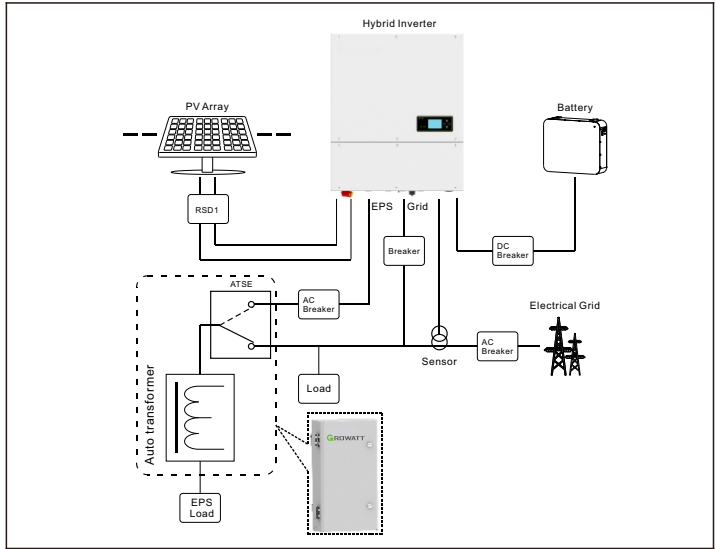 Hybrid Inverter
PV Array
Battery
RSD1
EPS
Grid
Breaker
DC
Breaker
ATSE
AC
Breaker
Electrical Grid
AC
Breaker
Sensor
Load
Auto transformer
GROWATT
EPS
Load